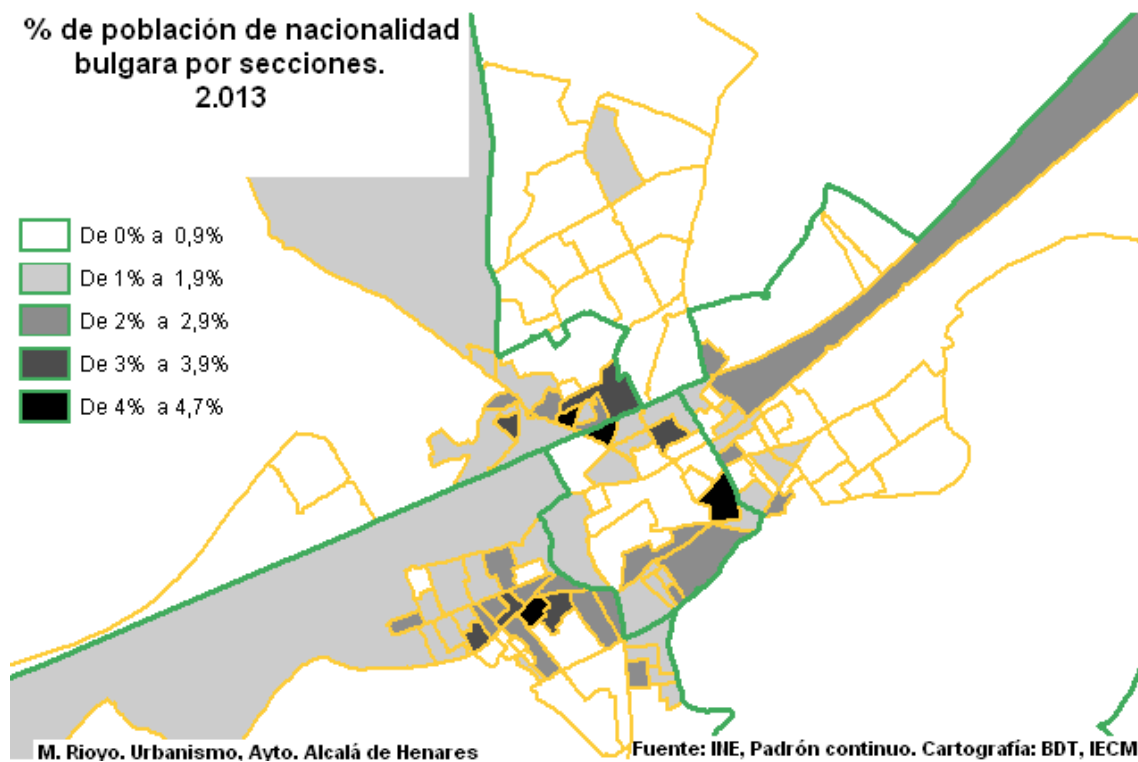 % de población de nacionalidad
bulgara por secciones.
2.013
De 0% a 0,9%
De 1% a 1,9%
De 2% a 2,9%
De 3% a 3,9%
De 4% a 4,7%
M. Rioyo. Urbanismo, Ayto. Alcalá de Henares
Fuente: INE, Padrón continuo. Cartografía: BDT, IECM